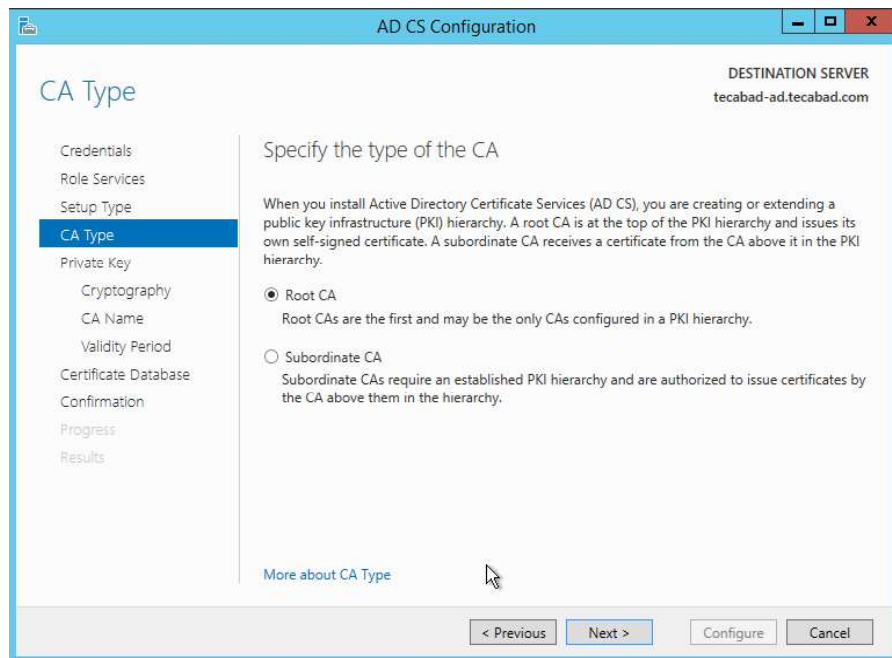 AD CS Configuration
CA Type
DESTINATION SERVER
tecabad-ad.tecabad.com
Credentials
Role Services
Setup Type
CA Type
Private Key
Cryptography
CA Name
Validity Period
Certificate Database
Confirmation
Progress
Results
Specify the type of the CA
When you install Active Directory Certificate Services (AD CS), you are creating or extending a
public key infrastructure (PKI) hierarchy. A root CA is at the top of the PKI hierarchy and issues its
own self-signed certificate. A subordinate CA receives a certificate from the CA above it in the PKI
hierarchy.
Root CA
Root CAs are the first and may be the only CAs configured in a PKI hierarchy.
Subordinate CA
Subordinate CAs require an established PKI hierarchy and are authorized to issue certificates by
the CA above them in the hierarchy.
More about CA Type
< Previous
Next >
Configure
Cancel